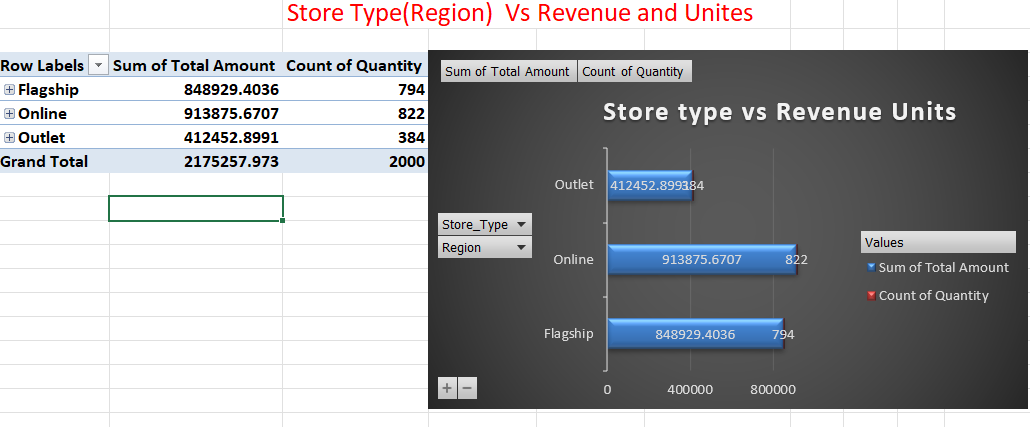 Store Type(Region) Vs Revenue and Unites
Row Labels Sum of Total Amount Count of Quantity
Flagship 848929.4036 794
Online 913875.6707 822
Outlet 412452.8991 384
Grand Total 2175257.973 2000
Sum of Total Amount Count of Quantity
Store type vs Revenue Units
Outlet 412452.8991 384
Store_Type
Region
Online 913875.6707 822
Flagship 848929.4036 794
0 400000 800000
Values
Sum of Total Amount
Count of Quantity